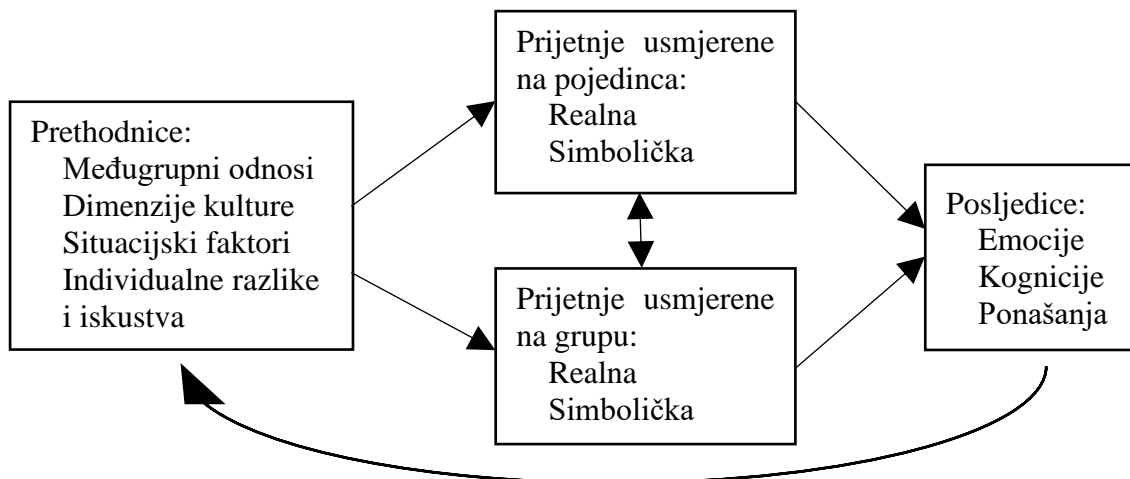 Prethodnice:
Međugrupni odnosi
Dimenzije kulture
Situacijski faktori
Individualne razlike
i iskustva
Prijetnje usmjerene
na pojedinca:
Realna
Simbolička
Prijetnje usmjerene
na grupu:
Realna
Simbolička
Posljedice:
Emocije
Kognicije
Ponašanja